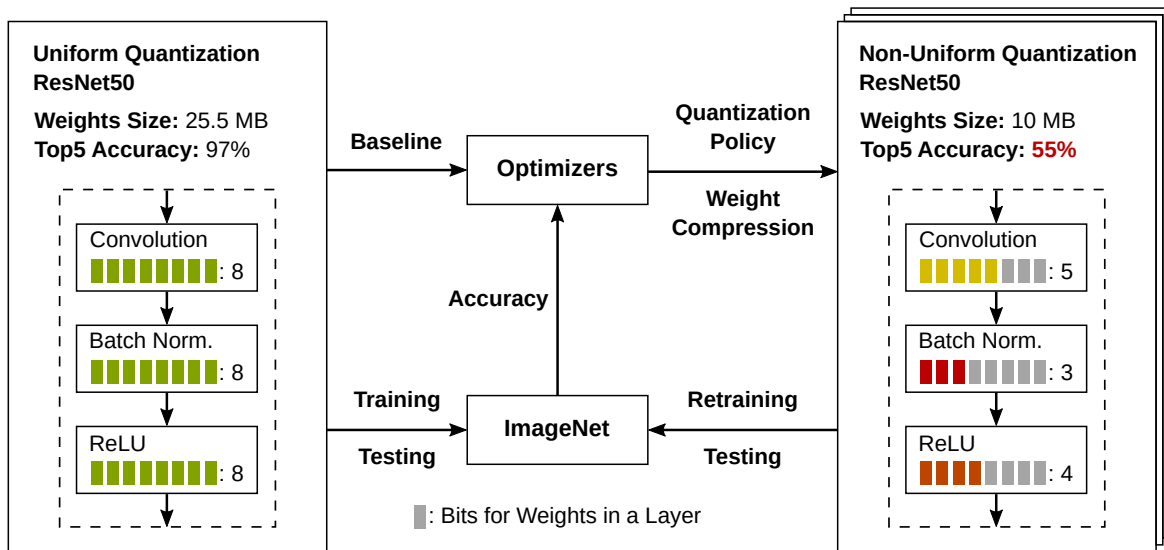 Uniform Quantization
ResNet50
Weights Size: 25.5 MB
Top5 Accuracy: 97%
Convolution
: 8
Batch Norm.
: 8
ReLU
: 8
Baseline
Optimizers
Quantization
Policy
Weight
Compression
Accuracy
Training
Testing
ImageNet
Retraining
Testing
: Bits for Weights in a Layer
Non-Uniform Quantization
ResNet50
Weights Size: 10 MB
Top5 Accuracy: 55%
Convolution
: 5
Batch Norm.
: 3
ReLU
: 4